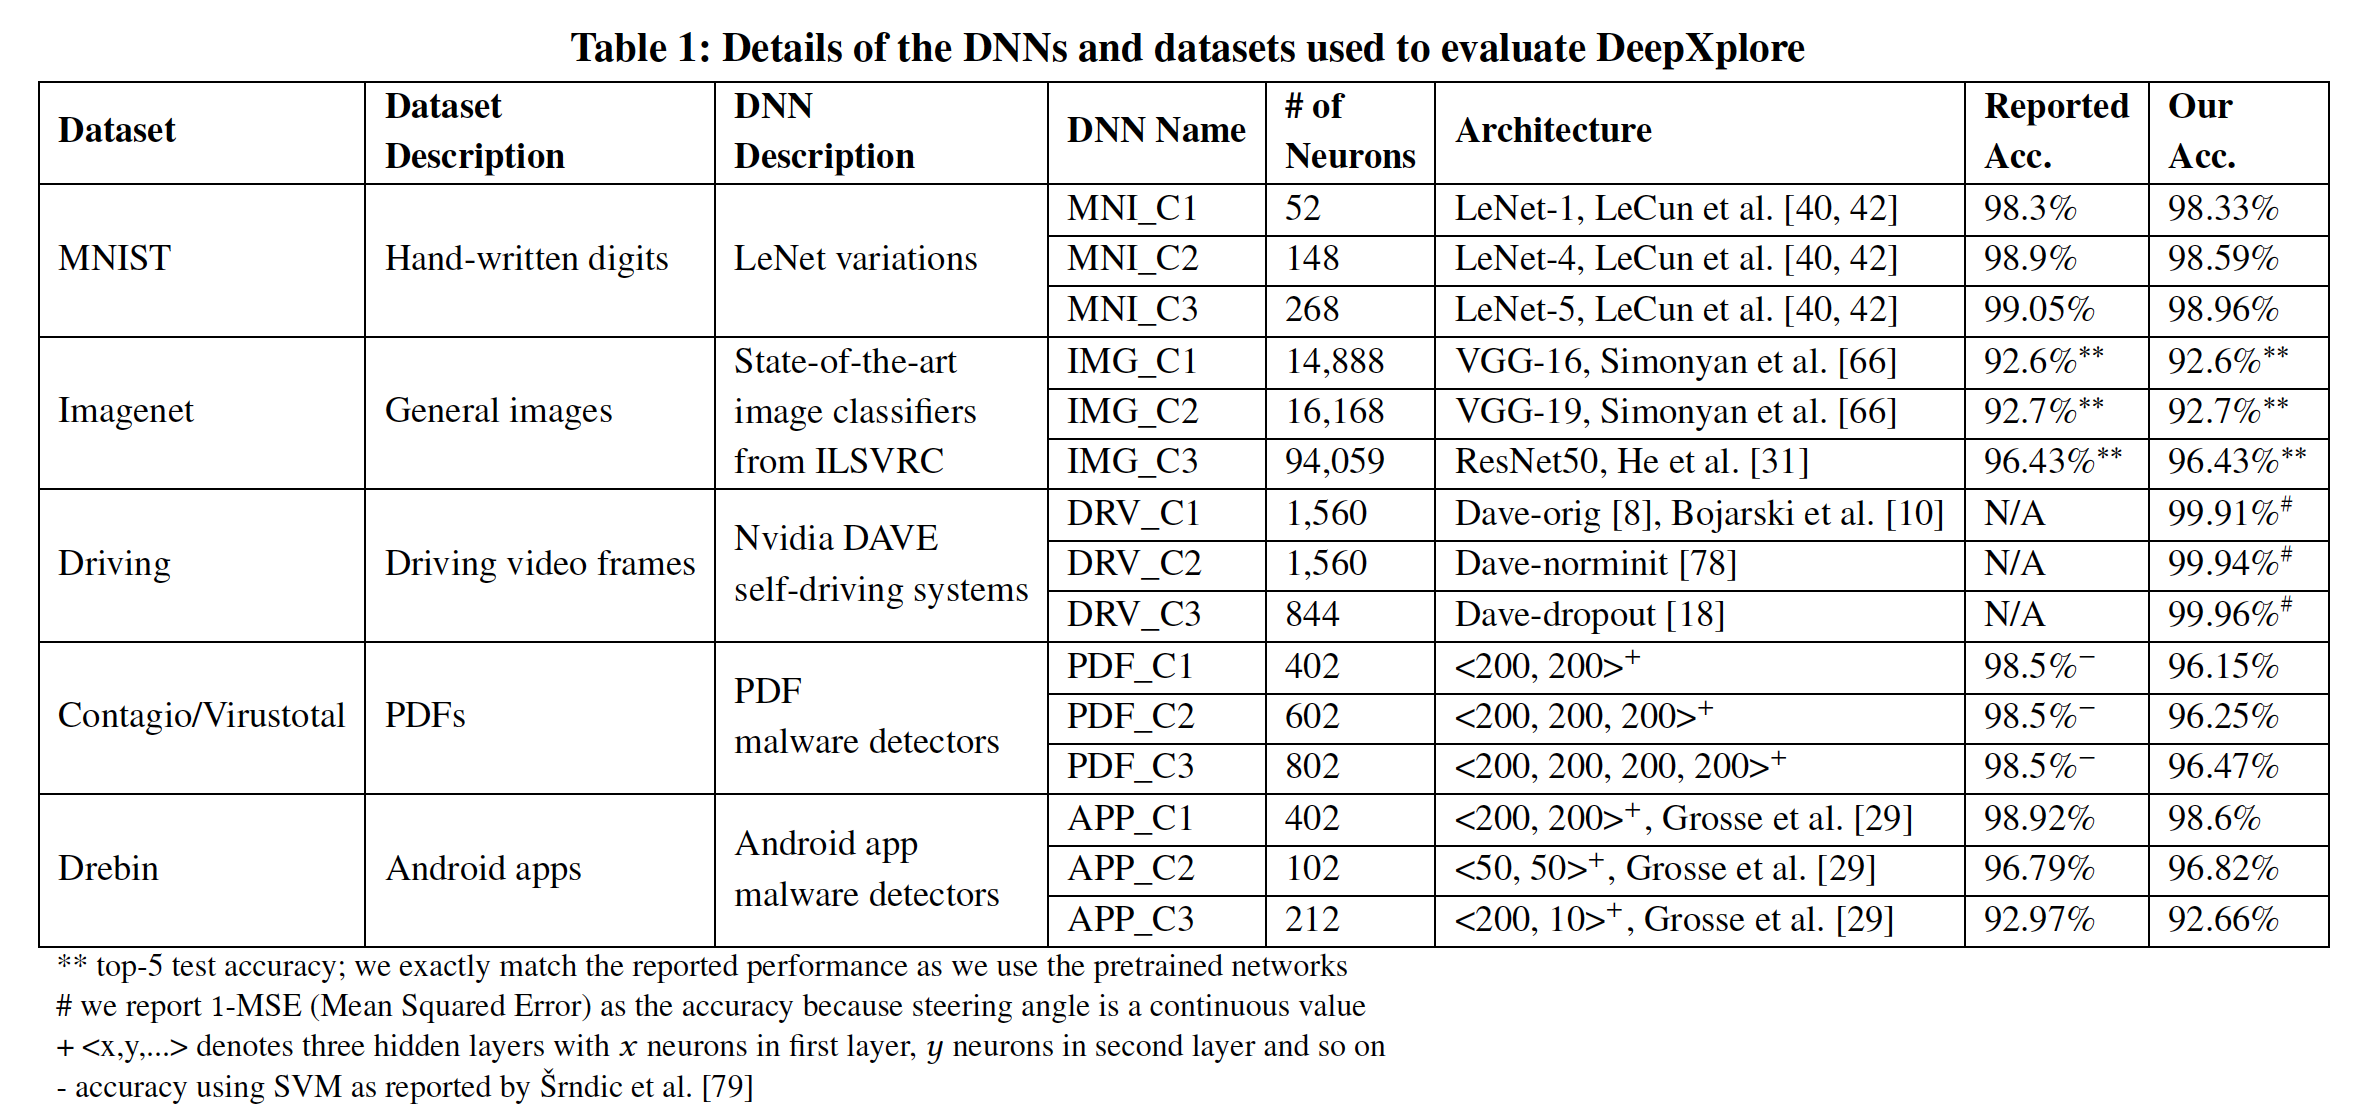 Table 1: Details of the DNNs and datasets used to evaluate DeepXplore
Dataset | Dataset Description | DNN Description | DNN Name | # of Neurons | Architecture | Reported Acc. | Our Acc.
MNIST | Hand-written digits | LeNet variations | MNI_C1 | 52 | LeNet-1, LeCun et al. [40, 42] | 98.3% | 98.33%
MNI_C2 | 148 | LeNet-4, LeCun et al. [40, 42] | 98.9% | 98.59%
MNI_C3 | 268 | LeNet-5, LeCun et al. [40, 42] | 99.05% | 98.96%
Imagenet | General images | State-of-the-art image classifiers from ILSVRC | IMG_C1 | 14,888 | VGG-16, Simonyan et al. [66] | 92.6%** | 92.6%**
IMG_C2 | 16,168 | VGG-19, Simonyan et al. [66] | 92.7%** | 92.7%**
IMG_C3 | 94,059 | ResNet50, He et al. [31] | 96.43%** | 96.43%**
Driving | Driving video frames | Nvidia DAVE self-driving systems | DRV_C1 | 1,560 | Dave-orig [8], Bojarski et al. [10] | N/A | 99.91%#
DRV_C2 | 1,560 | Dave-norminit [78] | N/A | 99.94%#
DRV_C3 | 844 | Dave-dropout [18] | N/A | 99.96%#
Contagio/Virustotal | PDFs | PDF malware detectors | PDF_C1 | 402 | <200, 200>+ | 98.5%− | 96.15%
PDF_C2 | 602 | <200, 200, 200>+ | 98.5%− | 96.25%
PDF_C3 | 802 | <200, 200, 200, 200>+ | 98.5%− | 96.47%
Drebin | Android apps | Android app malware detectors | APP_C1 | 402 | <200, 200>+, Grosse et al. [29] | 98.92% | 98.6%
APP_C2 | 102 | <50, 50>+, Grosse et al. [29] | 96.79% | 96.82%
APP_C3 | 212 | <200, 10>+, Grosse et al. [29] | 92.97% | 92.66%
** top-5 test accuracy; we exactly match the reported performance as we use the pretrained networks
# we report 1-MSE (Mean Squared Error) as the accuracy because steering angle is a continuous value
+ <x,y,...> denotes three hidden layers with x neurons in first layer, y neurons in second layer and so on
- accuracy using SVM as reported by Šrndic et al. [79]